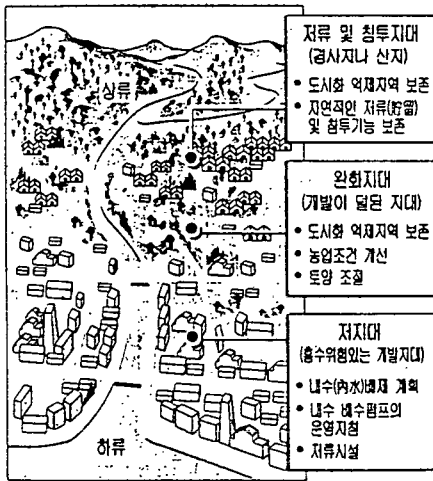 저류 및 침투지대
(경사지나 산지)
• 도시화 억제지역 보존
• 자연적인 저류(貯留)
및 침투기능 보존
상류
완화지대
(개발이 덜된 지대)
• 도시화 억제지역 보존
• 농업조건 개선
• 토양 조절
저지대
(홍수위험있는 개발지대)
• 내수(內水)배제 계획
• 내수 배수펌프의
운영지침
• 저류시설
하류